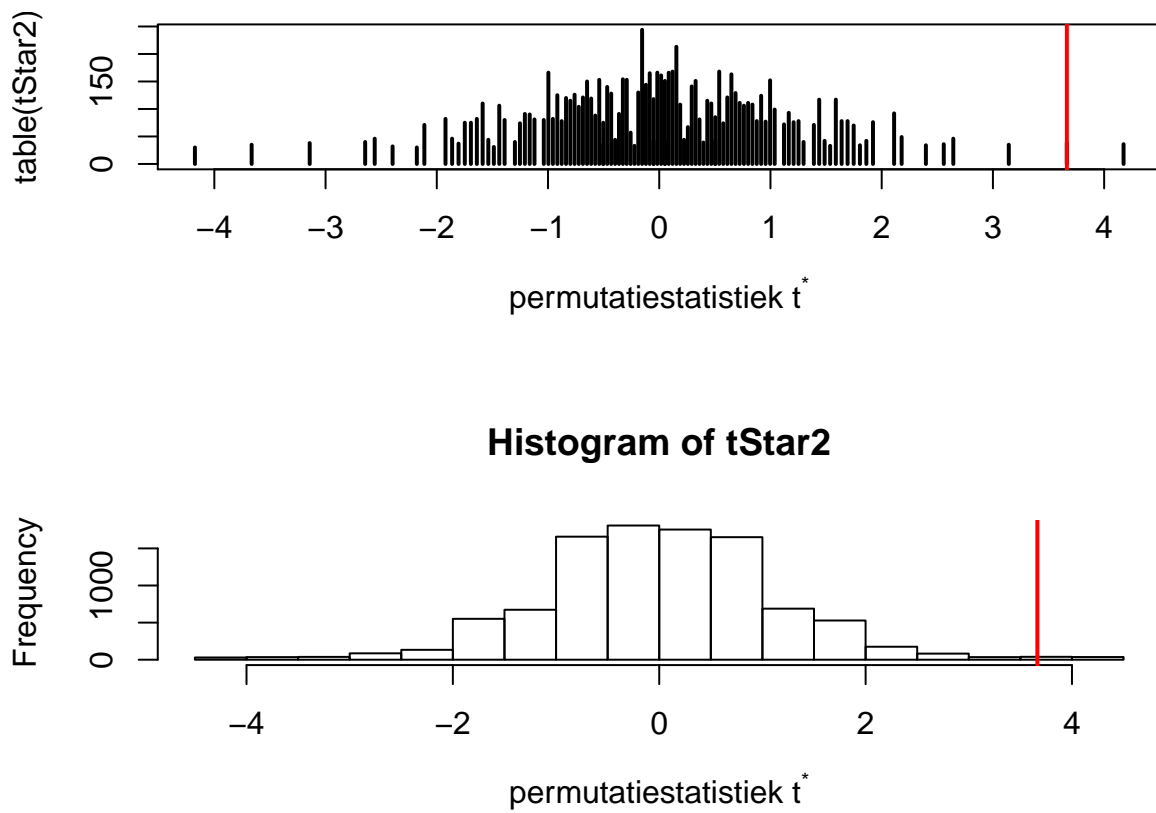 table(tStar2)
150
0
−4 −3 −2 −1 0 1 2 3 4
permutatiestatistiek t*
Histogram of tStar2
Frequency
1000
0
−4 −2 0 2 4
permutatiestatistiek t*